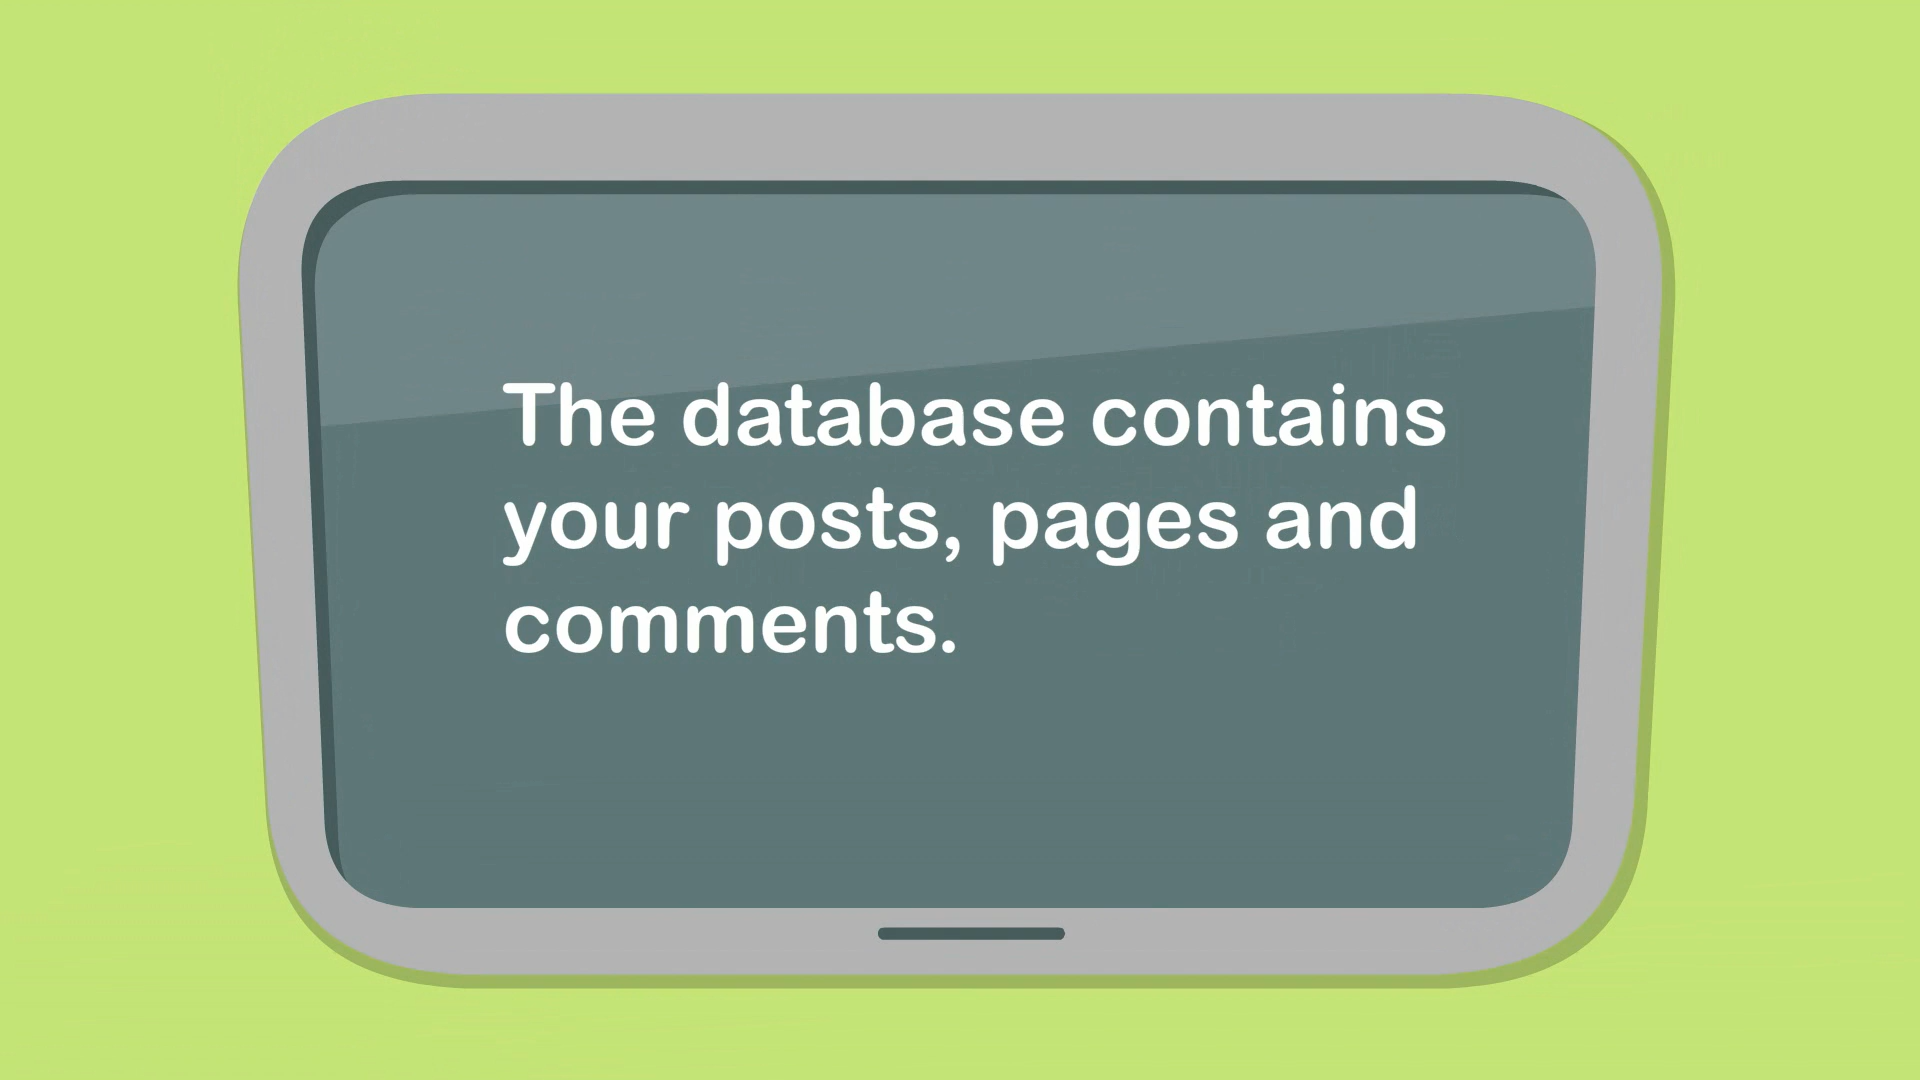 The database contains
your posts, pages and
comments.